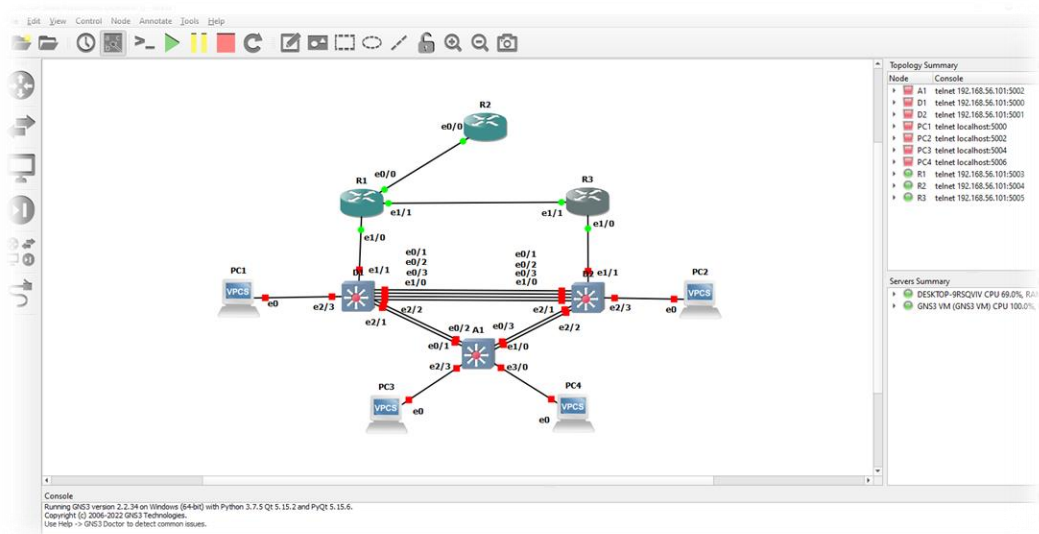 Edit View Control Node Annotate Tools Help
Topology Summary
Node Console
A1 telnet 192.168.56.101:5002
D1 telnet 192.168.56.101:5000
D2 telnet 192.168.56.101:5001
PC1 telnet localhost:5000
PC2 telnet localhost:5002
PC3 telnet localhost:5004
PC4 telnet localhost:5006
R1 telnet 192.168.56.101:5003
R2 telnet 192.168.56.101:5004
R3 telnet 192.168.56.101:5005
R2
e0/0
e0/0
R1
R3
e1/1
e1/1
e1/0
e1/0
e0/1
e0/2
e0/3
e1/0
e0/1
e0/2
e0/3
e1/0
PC1
VPCS
e0
e2/3
e1/1
e2/2
e2/1
e1/1
PC2
VPCS
e0
e2/3
e2/1
e2/2
e0/2
A1
e0/3
e0/1
e1/0
e2/3
e3/0
PC3
VPCS
e0
PC4
VPCS
e0
Servers Summary
DESKTOP-9RSQVIV CPU 69.0%,
GNS3 VM (GNS3 VM) CPU 100.0%,
Console
Running GNS3 version 2.2.34 on Windows (64-bit) with Python 3.7.5 Qt 5.15.2 and PyQt 5.15.6.
Copyright (c) 2006-2022 GNS3 Technologies.
Use Help -> GNS3 Doctor to detect common issues.